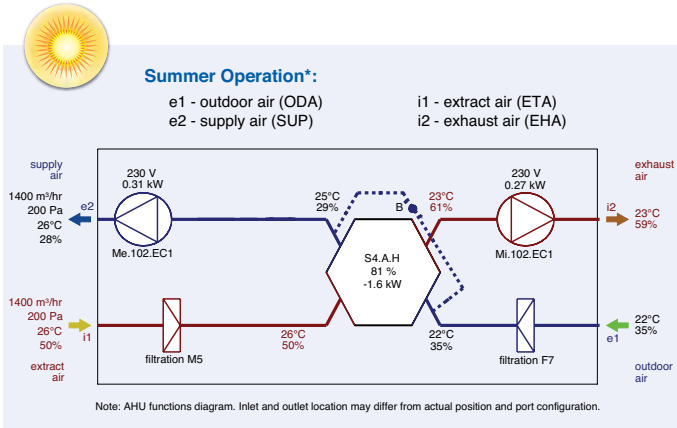 Summer Operation*:
e1 - outdoor air (ODA)
i1 - extract air (ETA)
e2 - supply air (SUP)
i2 - exhaust air (EHA)
supply
air
230 V
0.31 kW
25°C
29%
B
23°C
61%
230 V
0.27 kW
exhaust
air
1400 m³/hr
200 Pa
26°C
28%
e2
Me.102.EC1
S4.A.H
81 %
-1.6 kW
Mi.102.EC1
i2
23°C
59%
1400 m³/hr
200 Pa
26°C
50%
i1
extract
air
filtration M5
26°C
50%
22°C
35%
filtration F7
e1
22°C
35%
outdoor
air
Note: AHU functions diagram. Inlet and outlet location may differ from actual position and port configuration.